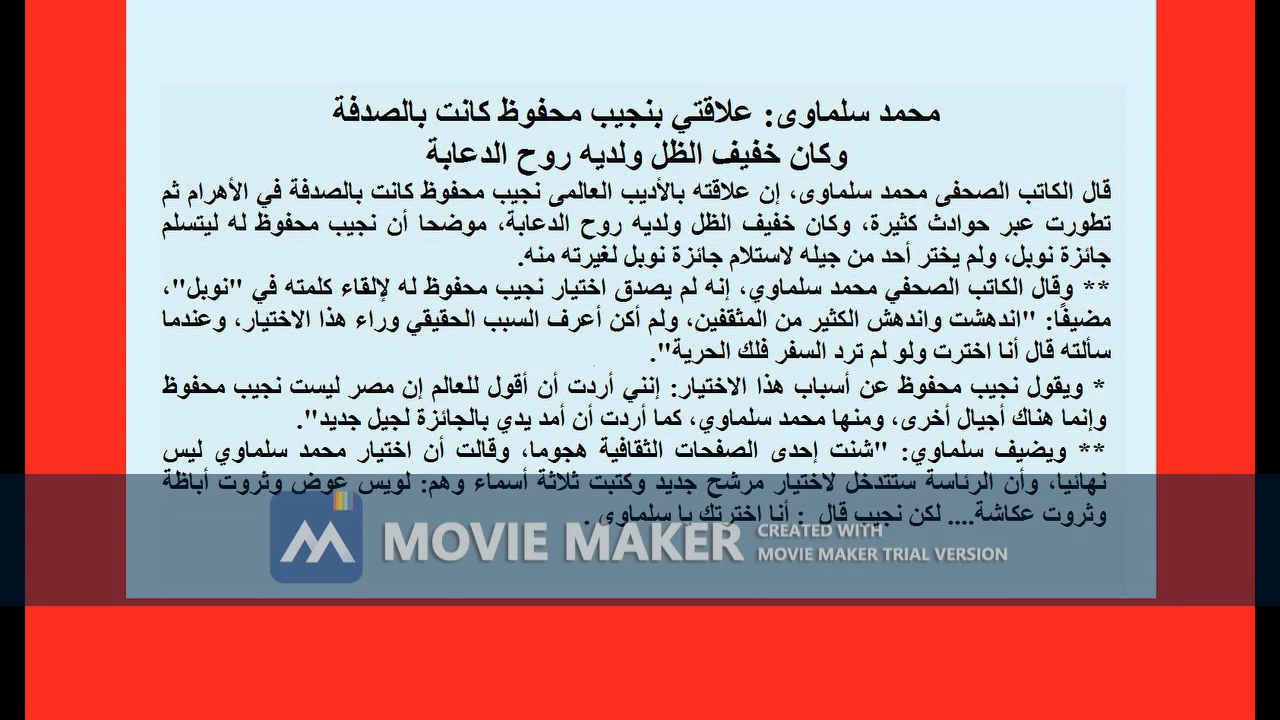 محمد سلماوى: علاقتي بنجيب محفوظ كانت بالصدفة
وكان خفيف الظل ولديه روح الدعابة
قال الكاتب الصحفى محمد سلماوى، إن علاقته بالأديب العالمى نجيب محفوظ كانت بالصدفة في الأهرام ثم
تطورت عبر حوادث كثيرة، وكان خفيف الظل ولديه روح الدعابة، موضحا أن نجيب محفوظ له ليتسلم
جائزة نوبل، ولم يختر أحد من جيله لاستلام جائزة نوبل لغيرته منه.
** وقال الكاتب الصحفي محمد سلماوي، إنه لم يصدق اختيار نجيب محفوظ له لإلقاء كلمته في "نوبل"،
مضيفًا: "اندهشت واندهش الكثير من المثقفين، ولم أكن أعرف السبب الحقيقي وراء هذا الاختيار، وعندما
سألته قال أنا اخترت ولو لم ترد السفر فلك الحرية".
* ويقول نجيب محفوظ عن أسباب هذا الاختيار: إنني أردت أن أقول للعالم إن مصر ليست نجيب محفوظ
وإنما هناك أجيال أخرى، ومنها محمد سلماوي، كما أردت أن أمد يدي بالجائزة لجيل جديد".
** ويضيف سلماوي: "شنت إحدى الصفحات الثقافية هجوما، وقالت أن اختيار محمد سلماوي ليس
نهائيا، وأن الرئاسة ستتدخل لاختيار مرشح جديد وكتبت ثلاثة أسماء وهم: لويس عوض وثروت أباظة
وثروت عكاشة.... لكن نجيب قال : أنا اخترتك يا سلماوى .
MOVIE MAKER
CREATED WITH
MOVIE MAKER TRIAL VERSION